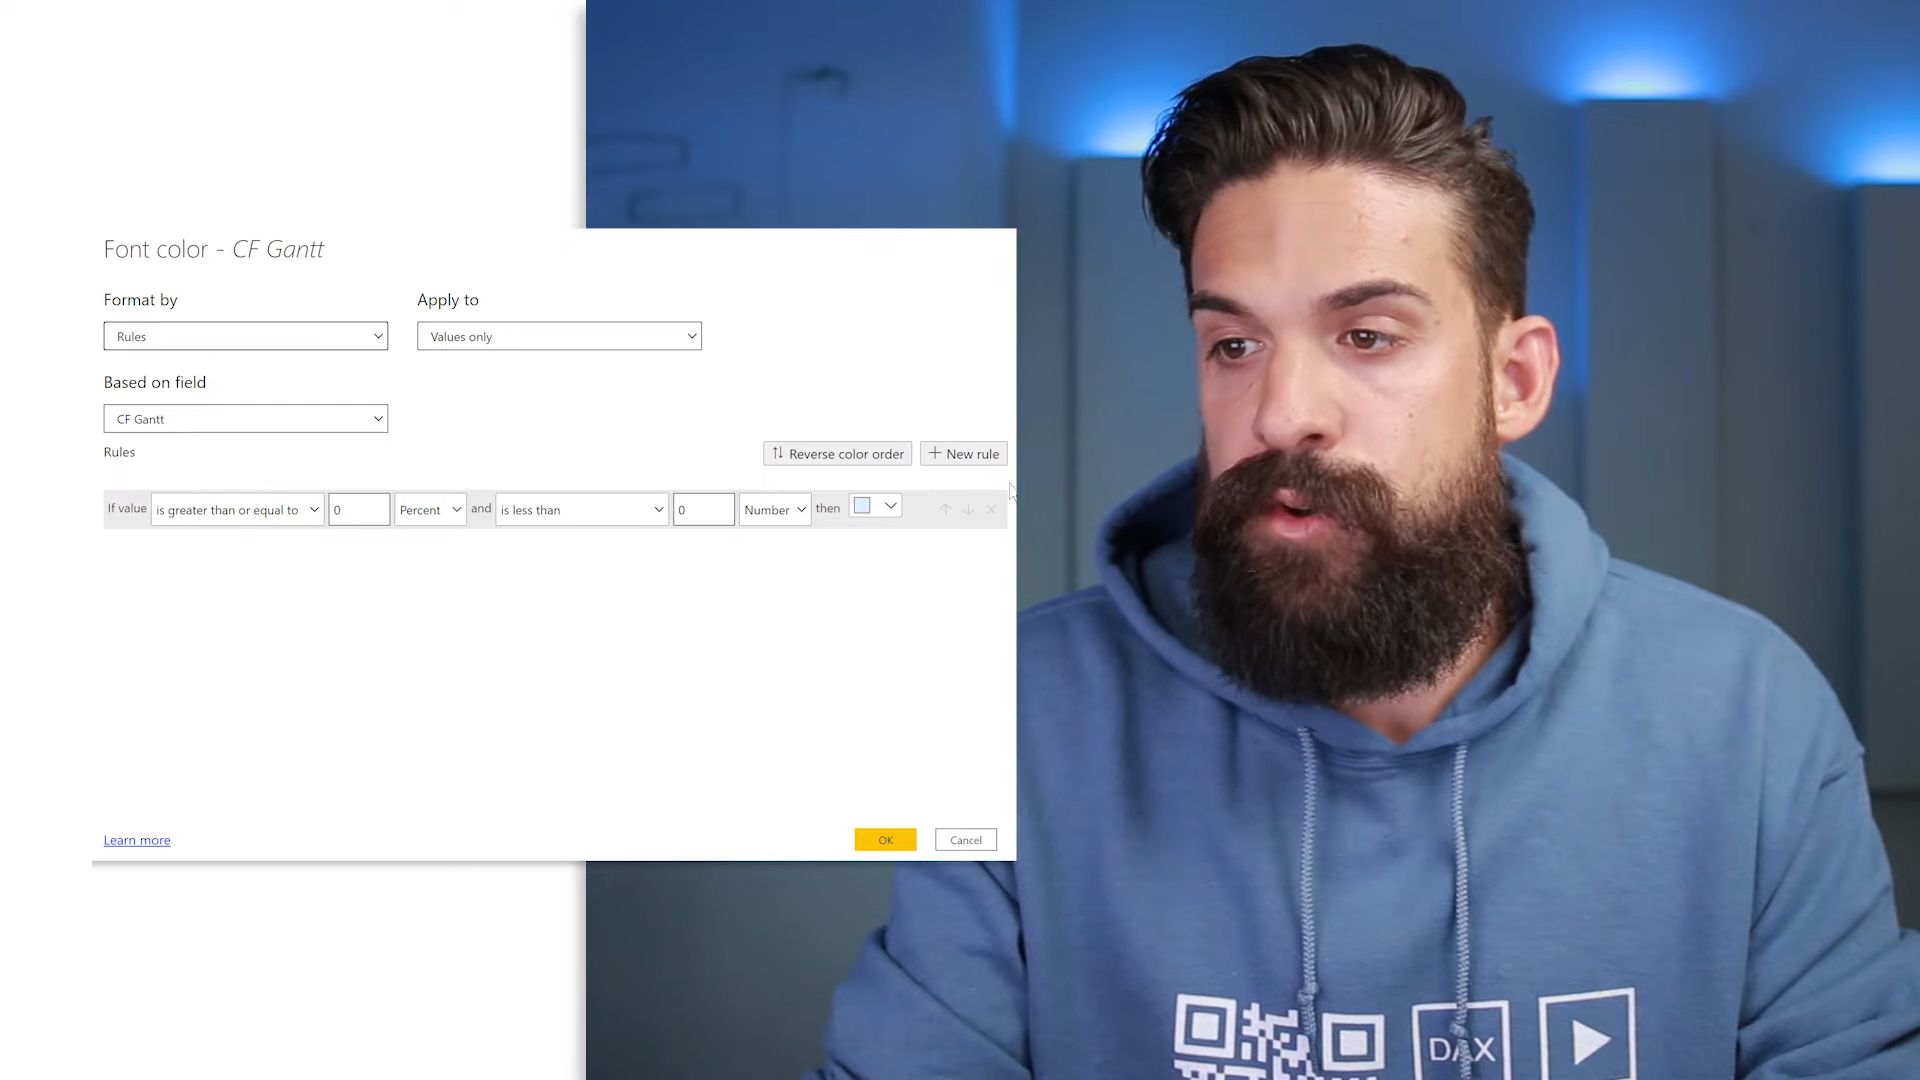 Font color - CF Gantt
Format by
Apply to
Rules
Values only
Based on field
CF Gantt
Rules
Reverse color order
New rule
If value is greater than or equal to 0 Percent and is less than 0 Number then
Learn more
OK
Cancel
DAX